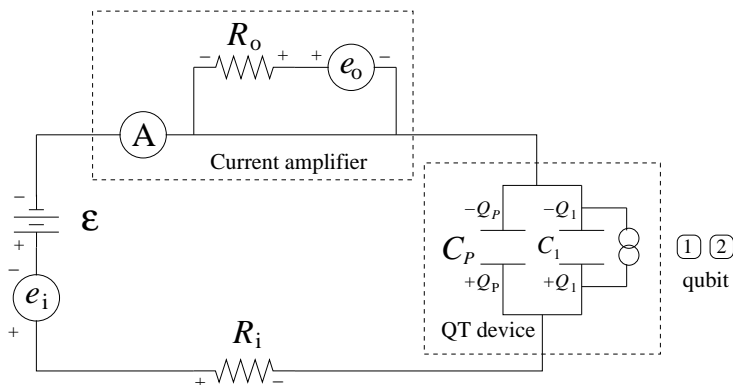 − R_o + + e_o −
A
Current amplifier
− ε
+
− e_i
+
−Q_P −Q_1
C_P C_1
+Q_P +Q_1
QT device
1 2
qubit
R_i
+ −